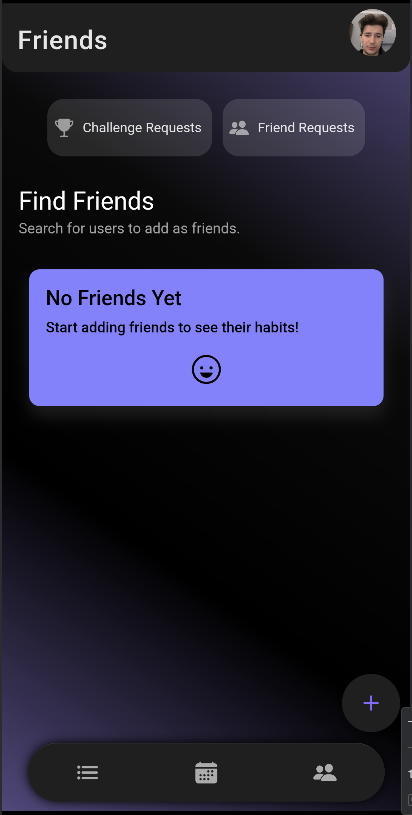 Friends
Challenge Requests
Friend Requests
Find Friends
Search for users to add as friends.
No Friends Yet
Start adding friends to see their habits!